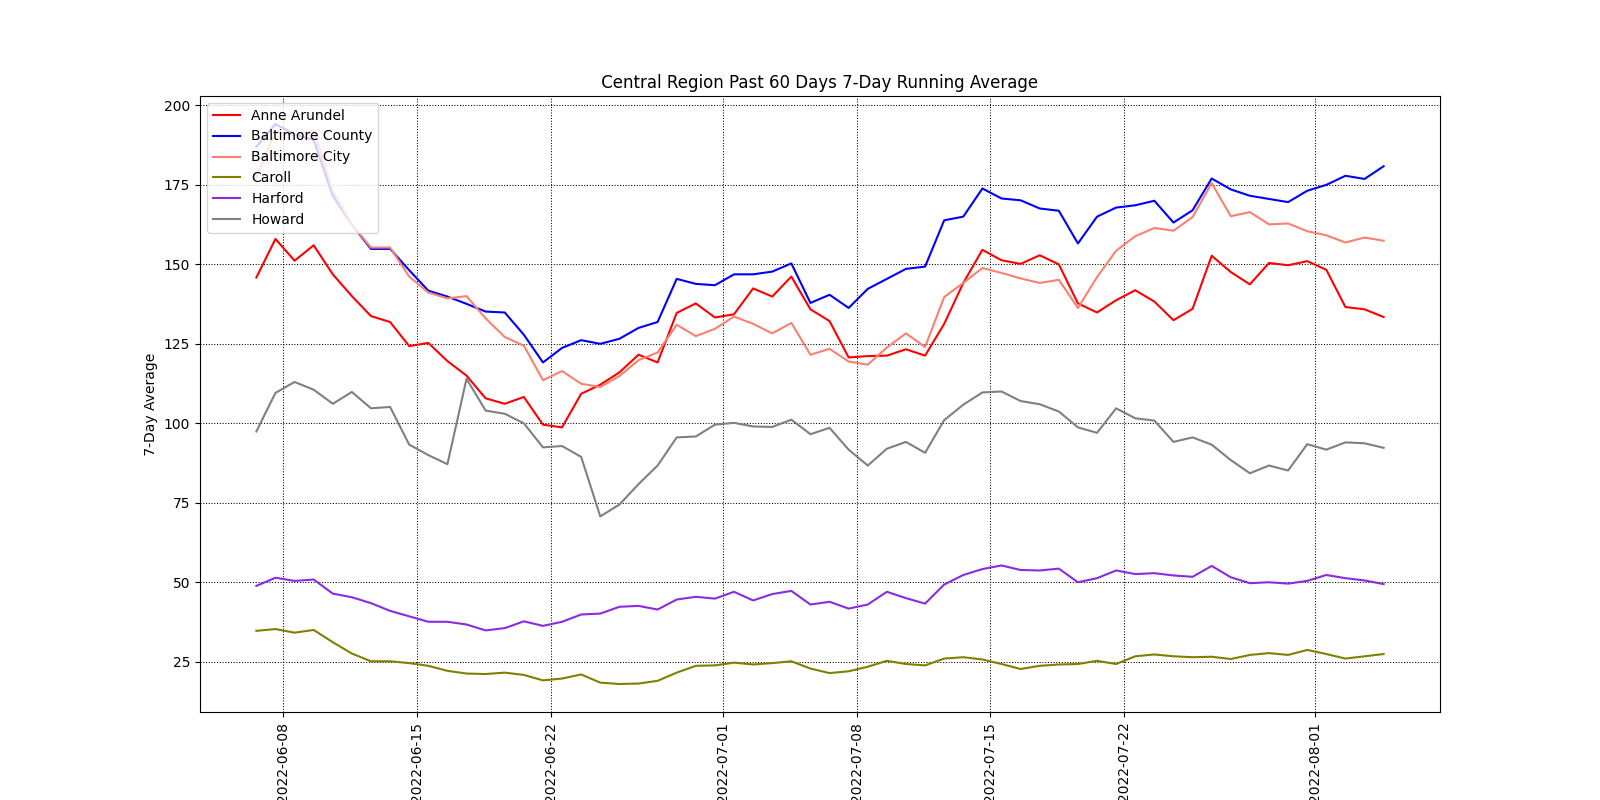 Central Region Past 60 Days 7-Day Running Average
200
175
150
125
100
75
50
25
7-Day Average
Anne Arundel
Baltimore County
Baltimore City
Caroll
Harford
Howard
2022-06-08
2022-06-15
2022-06-22
2022-07-01
2022-07-08
2022-07-15
2022-07-22
2022-08-01